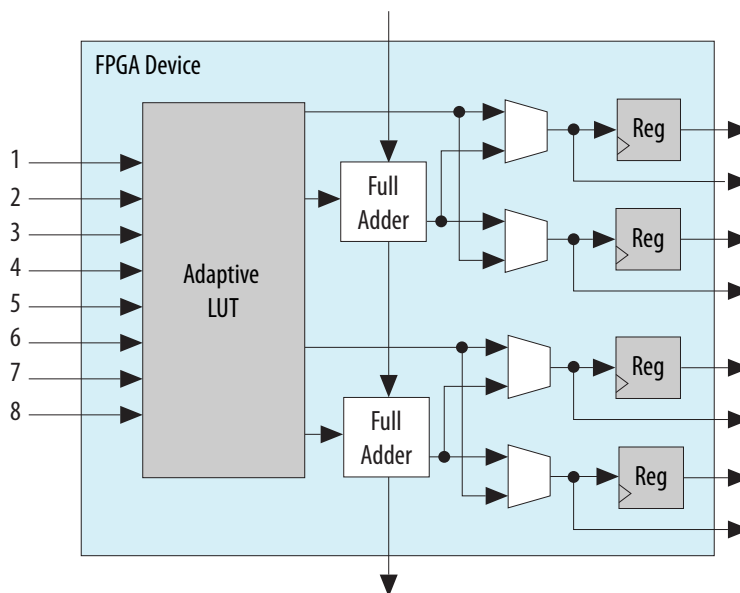 FPGA Device
1
2
3
4
5
6
7
8
Adaptive
LUT
Full
Adder
Full
Adder
Reg
Reg
Reg
Reg